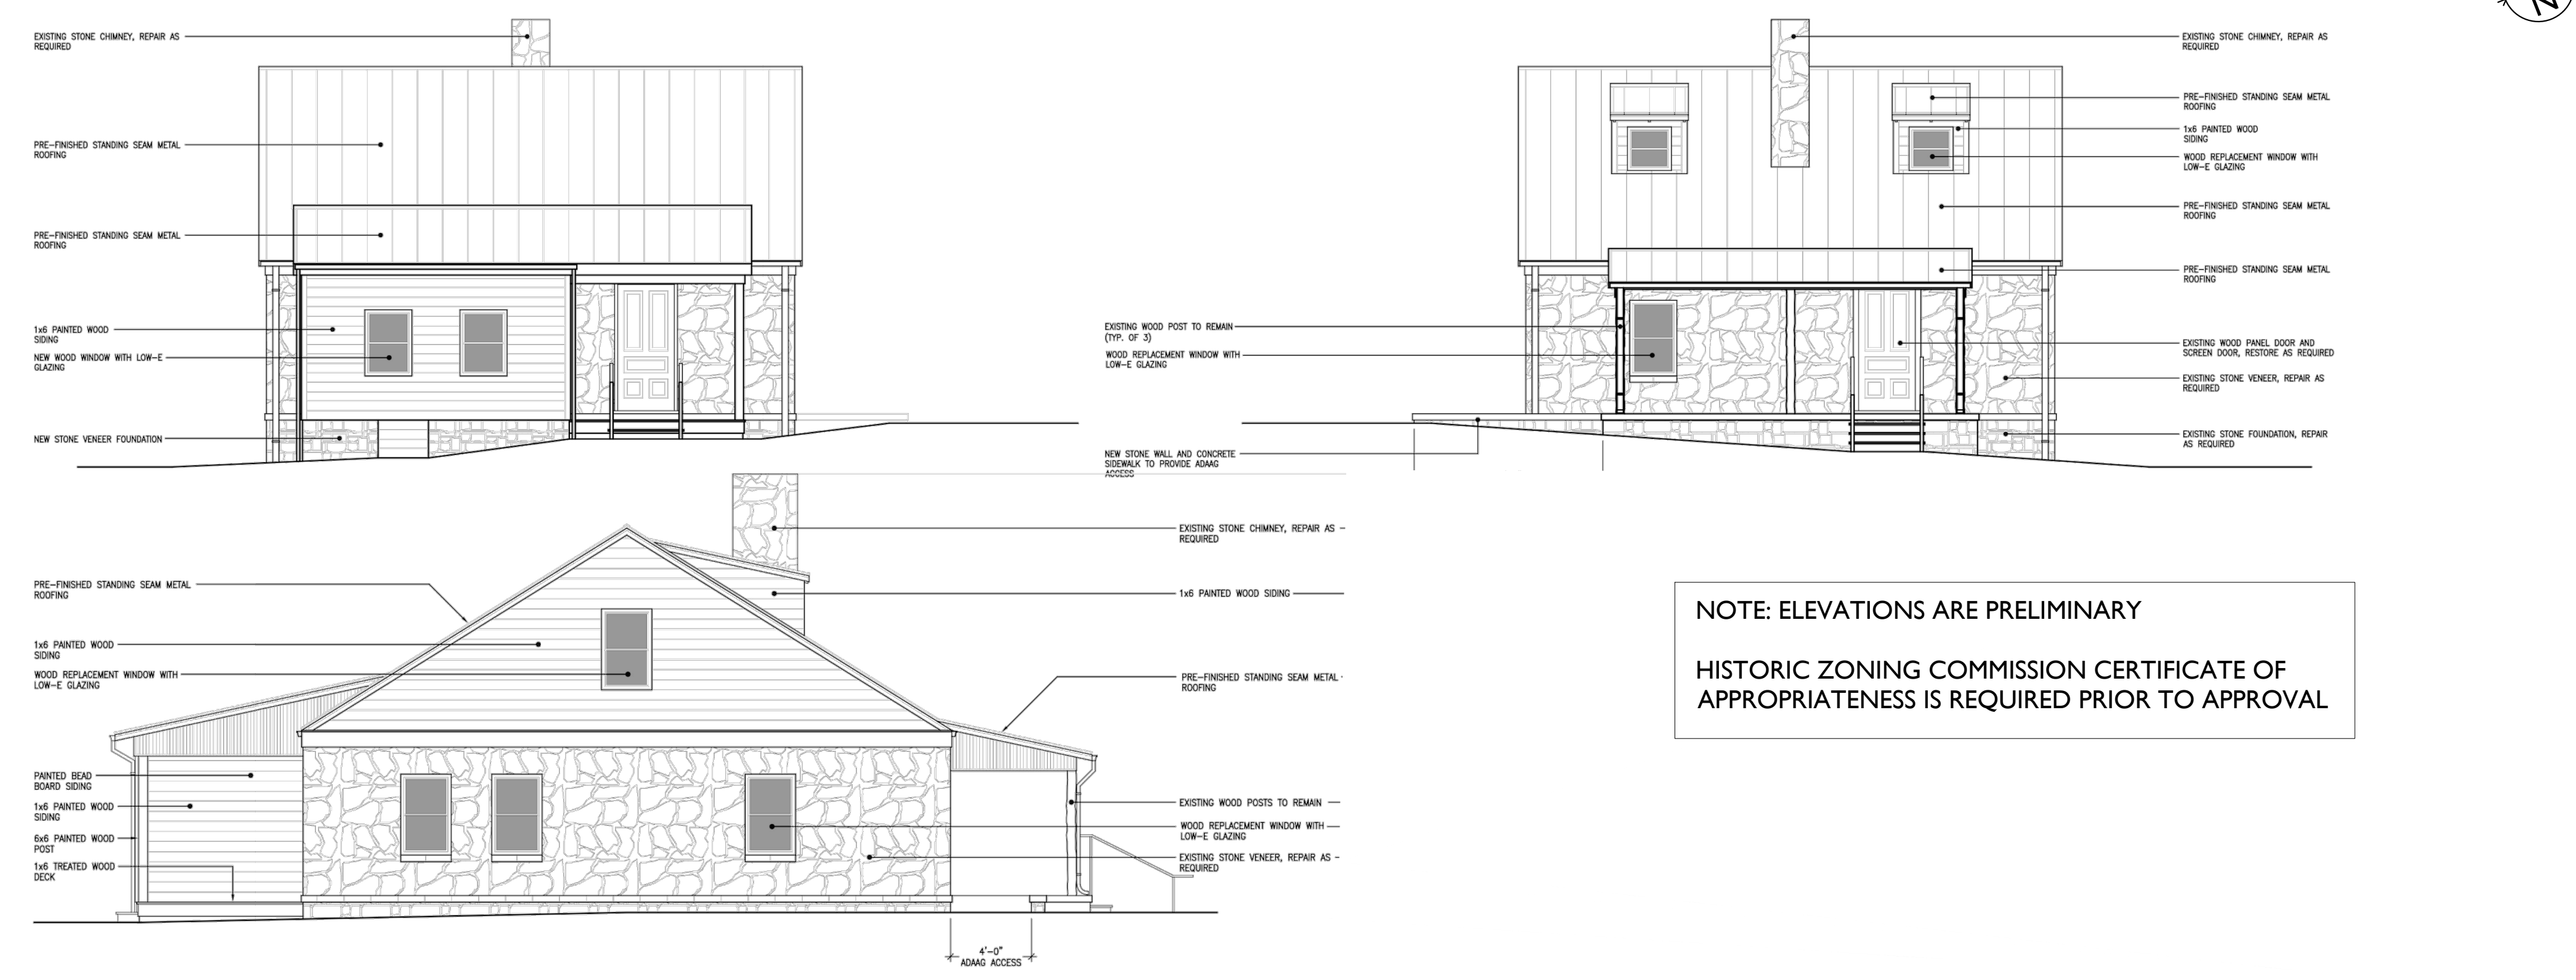 EXISTING STONE CHIMNEY, REPAIR AS
REQUIRED
PRE-FINISHED STANDING SEAM METAL
ROOFING
PRE-FINISHED STANDING SEAM METAL
ROOFING
1x6 PAINTED WOOD
SIDING
NEW WOOD WINDOW WITH LOW-E
GLAZING
NEW STONE VENEER FOUNDATION
EXISTING WOOD POST TO REMAIN
(TYP. OF 3)
WOOD REPLACEMENT WINDOW WITH
LOW-E GLAZING
NEW STONE WALL AND CONCRETE
SIDEWALK TO PROVIDE ADAAG
ACCESS
N
EXISTING STONE CHIMNEY, REPAIR AS
REQUIRED
PRE-FINISHED STANDING SEAM METAL
ROOFING
1x6 PAINTED WOOD
SIDING
WOOD REPLACEMENT WINDOW WITH
LOW-E GLAZING
PRE-FINISHED STANDING SEAM METAL
ROOFING
PRE-FINISHED STANDING SEAM METAL
ROOFING
EXISTING WOOD PANEL DOOR AND
SCREEN DOOR, RESTORE AS REQUIRED
EXISTING STONE VENEER, REPAIR AS
REQUIRED
EXISTING STONE FOUNDATION, REPAIR
AS REQUIRED
PRE-FINISHED STANDING SEAM METAL
ROOFING
1x6 PAINTED WOOD
SIDING
WOOD REPLACEMENT WINDOW WITH
LOW-E GLAZING
PAINTED BEAD
BOARD SIDING
1x6 PAINTED WOOD
SIDING
6x6 PAINTED WOOD
POST
1x6 TREATED WOOD
DECK
EXISTING STONE CHIMNEY, REPAIR AS
REQUIRED
1x6 PAINTED WOOD SIDING
PRE-FINISHED STANDING SEAM METAL
ROOFING
EXISTING WOOD POSTS TO REMAIN
WOOD REPLACEMENT WINDOW WITH
LOW-E GLAZING
EXISTING STONE VENEER, REPAIR AS
REQUIRED
4'-0"
ADAAG ACCESS
NOTE: ELEVATIONS ARE PRELIMINARY
HISTORIC ZONING COMMISSION CERTIFICATE OF
APPROPRIATENESS IS REQUIRED PRIOR TO APPROVAL